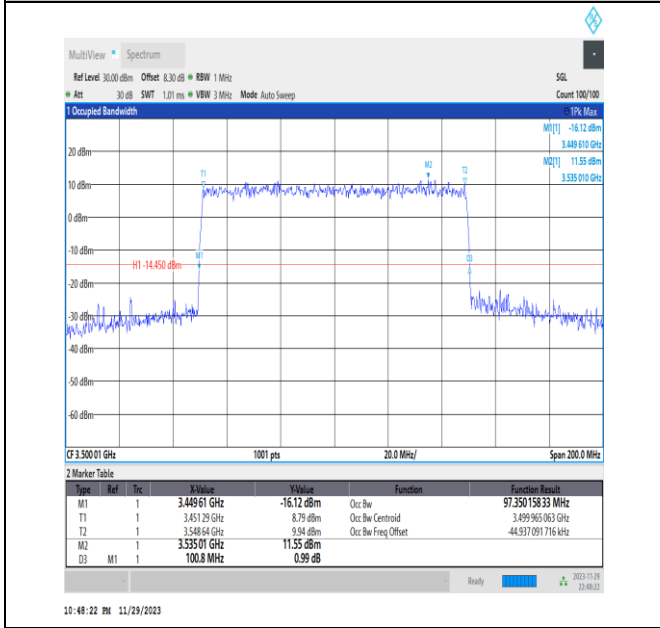 MultiView Spectrum
Ref Level 30.00 dBm Offset 8.30 dB RBW 1 MHz SGL
Att 30 dB SWT 1.01 ms VBW 3 MHz Mode Auto Sweep Count 100/100
1 Occupied Bandwidth 1Pk Max
M1[1] -16.12 dBm
3.449 610 GHz
M2[1] 11.55 dBm
3.535 010 GHz
20 dBm
10 dBm
0 dBm
-10 dBm
-20 dBm
-30 dBm
-40 dBm
-50 dBm
-60 dBm
T1
M2
T2
M1
D3
H1 -14.450 dBm
CF 3.500 01 GHz 1001 pts 20.0 MHz/ Span 200.0 MHz
2 Marker Table
Type Ref Trc X-Value Y-Value Function Function Result
M1 1 3.449 61 GHz -16.12 dBm Occ Bw 97.350 158 33 MHz
T1 1 3.451 29 GHz 8.79 dBm Occ Bw Centroid 3.499 965 063 GHz
T2 1 3.548 64 GHz 9.94 dBm Occ Bw Freq Offset -44.937 091 716 kHz
M2 1 3.535 01 GHz 11.55 dBm
D3 M1 1 100.8 MHz 0.99 dB
Ready 2023-11-29
22:48:22
10:48:22 PM 11/29/2023